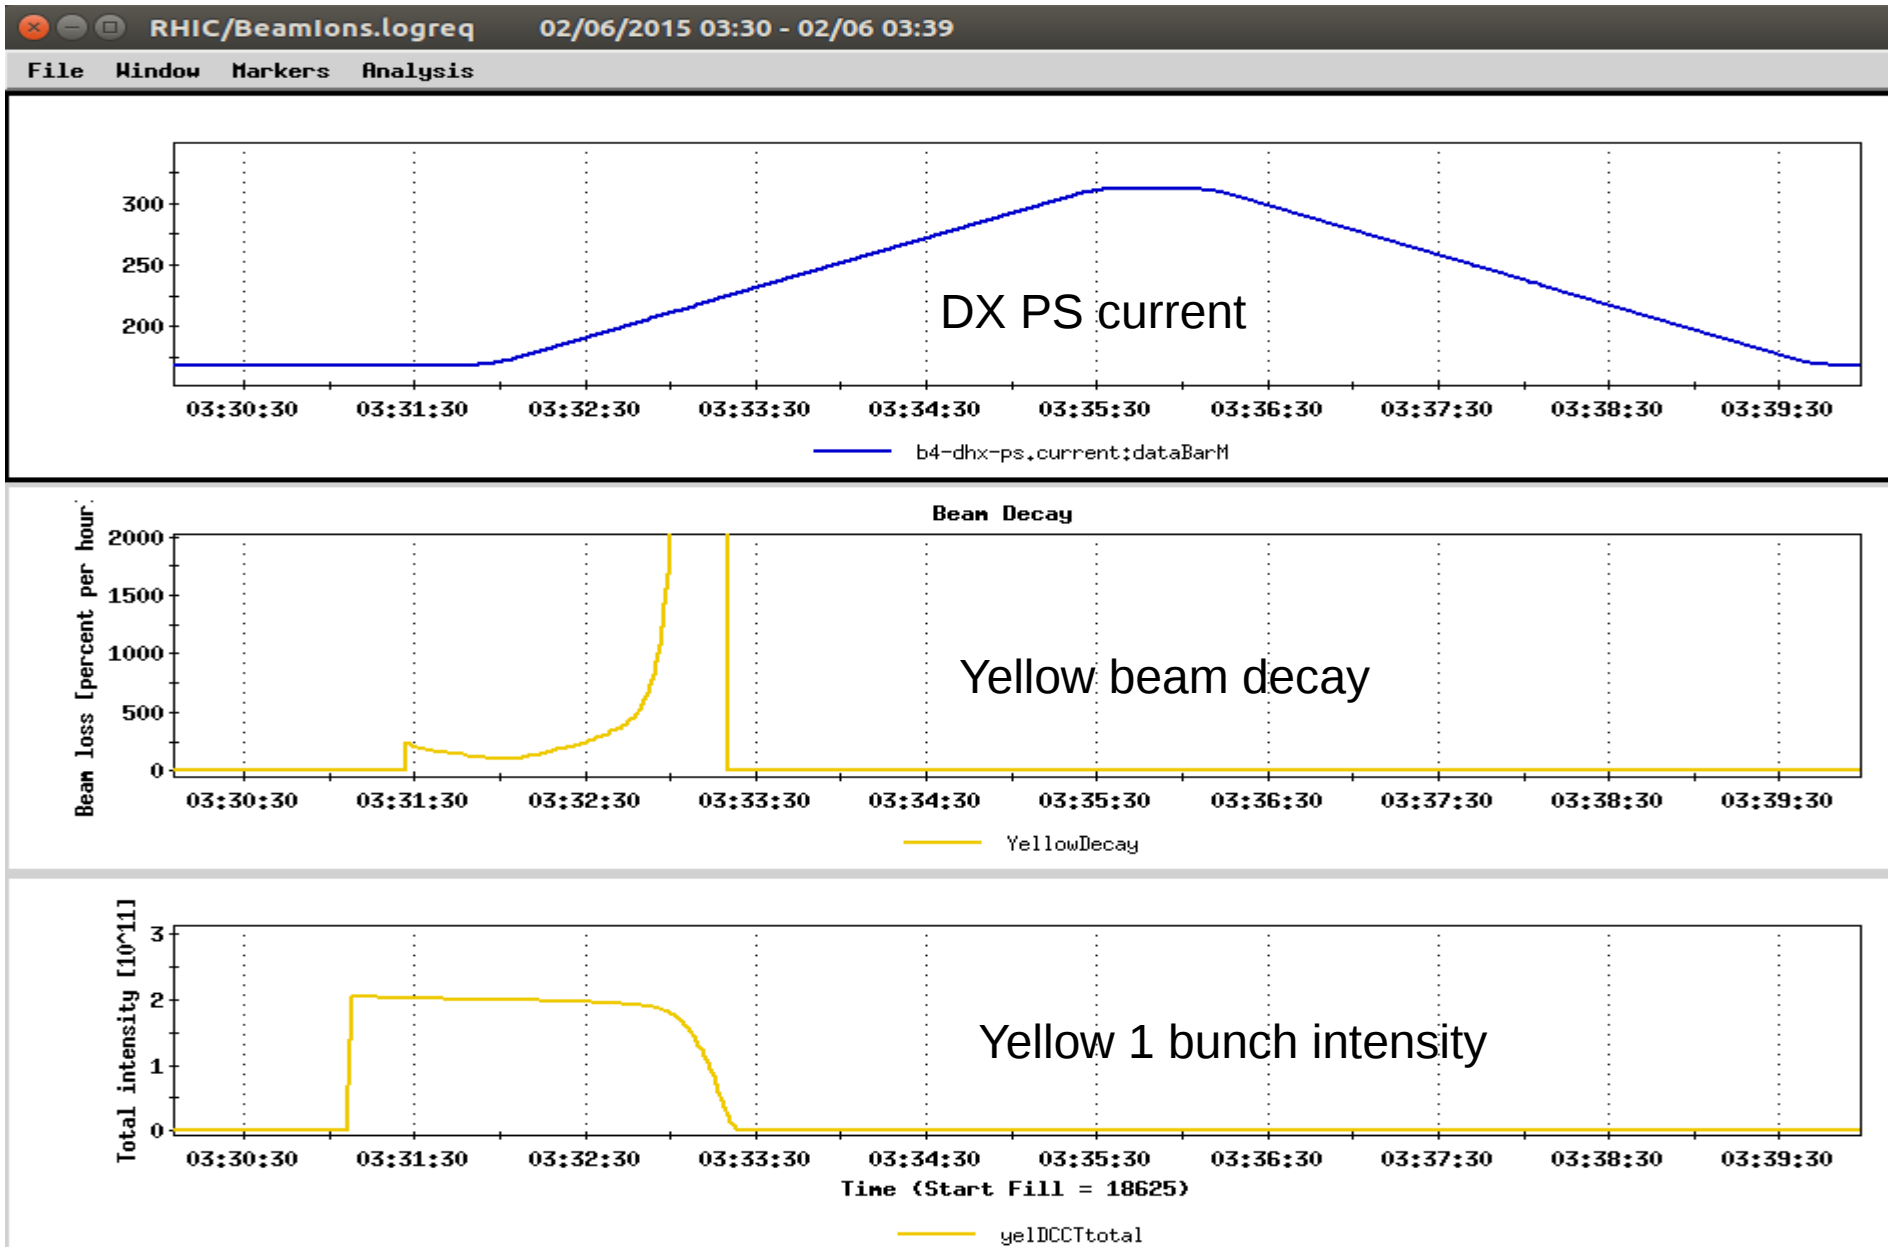 RHIC/BeamIons.logreq 02/06/2015 03:30 - 02/06 03:39
File Window Markers Analysis
300
250
200
DX PS current
03:30:30 03:31:30 03:32:30 03:33:30 03:34:30 03:35:30 03:36:30 03:37:30 03:38:30 03:39:30
b4-dhx-ps.current:dataBarM
Beam Decay
Beam loss [percent per hour
2000
1500
1000
500
0
Yellow beam decay
03:30:30 03:31:30 03:32:30 03:33:30 03:34:30 03:35:30 03:36:30 03:37:30 03:38:30 03:39:30
YellowDecay
Total intensity [10^11]
3
2
1
0
Yellow 1 bunch intensity
03:30:30 03:31:30 03:32:30 03:33:30 03:34:30 03:35:30 03:36:30 03:37:30 03:38:30 03:39:30
Time (Start Fill = 18625)
yelDCCTtotal